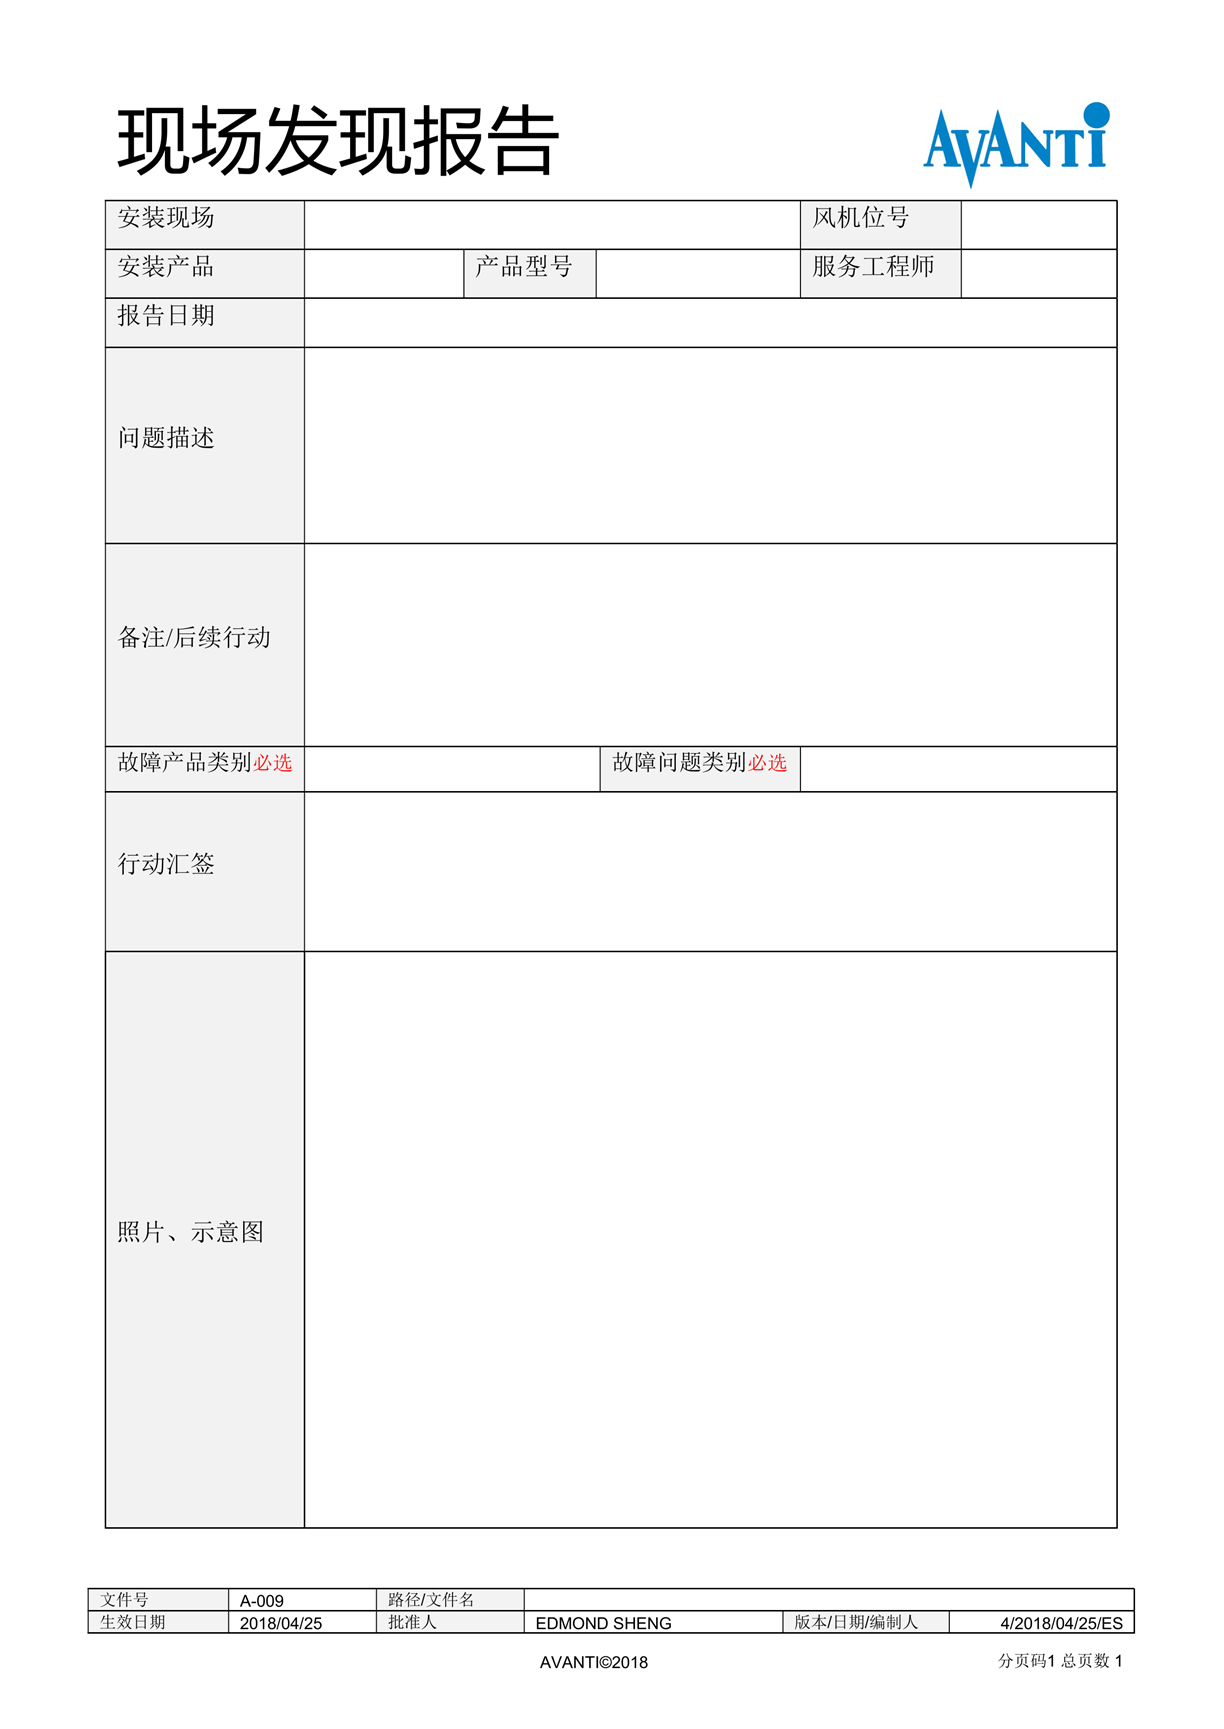 现场发现报告
AVANTi
安装现场 风机位号
安装产品 产品型号 服务工程师
报告日期
问题描述
备注/后续行动
故障产品类别必选 故障问题类别必选
行动汇签
照片、示意图
文件号 A-009 路径/文件名
生效日期 2018/04/25 批准人 EDMOND SHENG 版本/日期/编制人 4/2018/04/25/ES
AVANTI©2018 分页码1 总页数 1